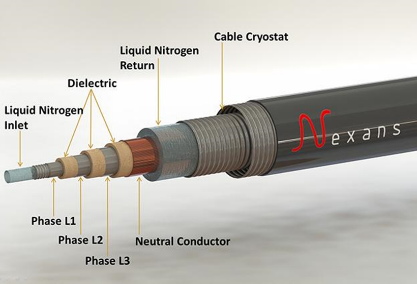 Cable Cryostat
Liquid Nitrogen
Return
Dielectric
Liquid Nitrogen
Inlet
Nexans
Phase L1
Phase L2
Phase L3
Neutral Conductor